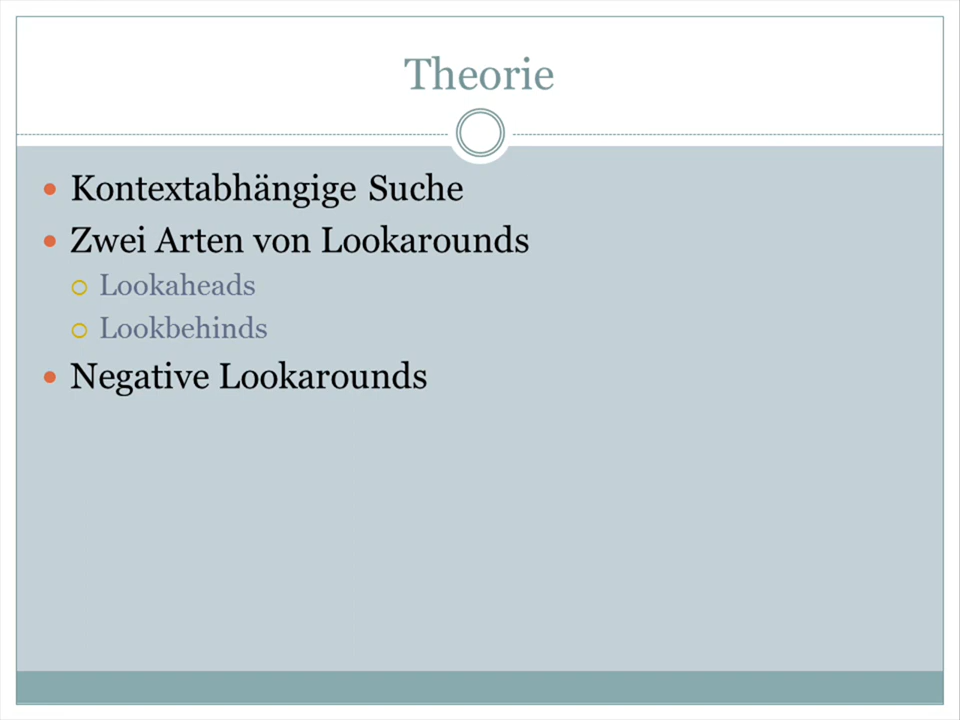 Theorie
Kontextabhängige Suche
Zwei Arten von Lookarounds
Lookaheads
Lookbehinds
Negative Lookarounds